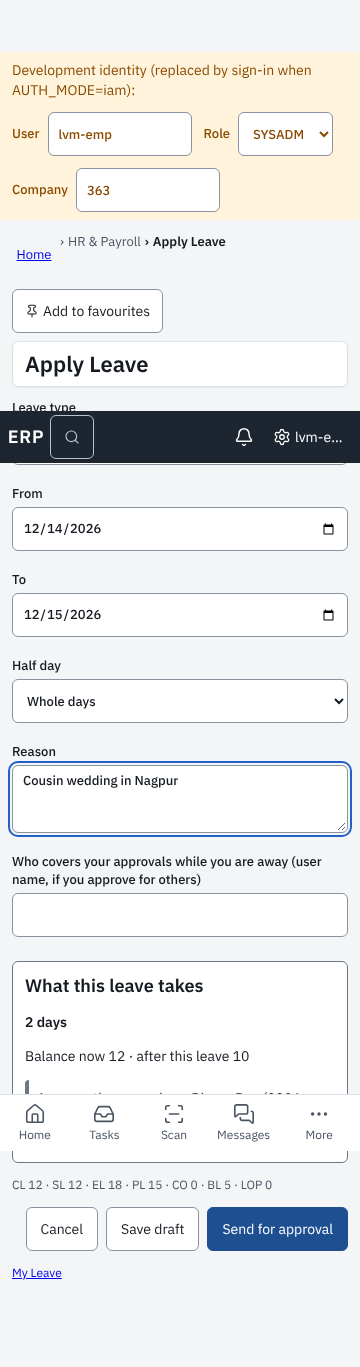 Development identity (replaced by sign-in when
AUTH_MODE=iam):
User lvm-emp Role SYSADM
Company 363
Home › HR & Payroll › Apply Leave
Add to favourites
Apply Leave
Leave type
ERP lvm-e...
From
12/14/2026
To
12/15/2026
Half day
Whole days
Reason
Cousin wedding in Nagpur
Who covers your approvals while you are away (user
name, if you approve for others)
What this leave takes
2 days
Balance now 12 · after this leave 10
Home Tasks Scan Messages More
CL 12 · SL 12 · EL 18 · PL 15 · CO 0 · BL 5 · LOP 0
Cancel Save draft Send for approval
My Leave